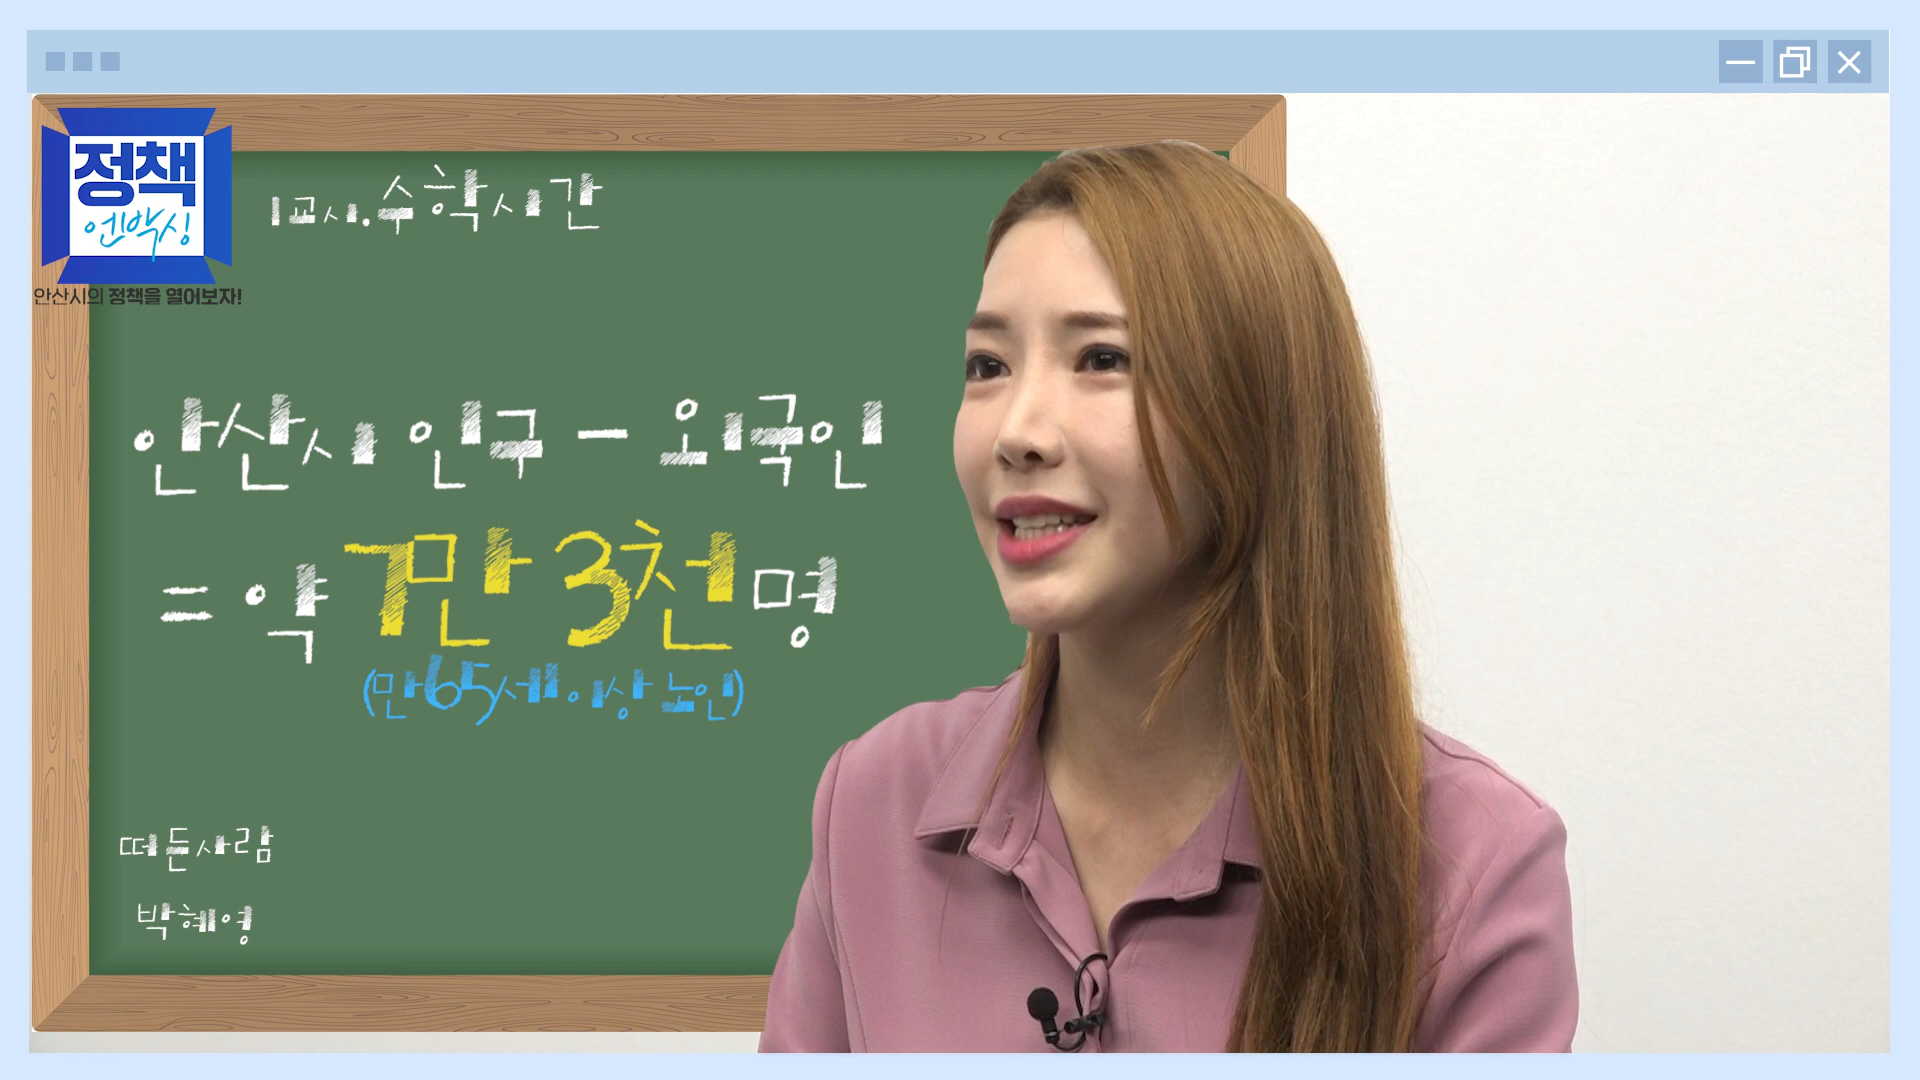 정책
언박싱
안산시의 정책을 열어보자!
1교시. 수학시간
안산시 인구 - 외국인
= 약 7만 3천명
(만65세 이상 노인)
떠든사람
박혜영